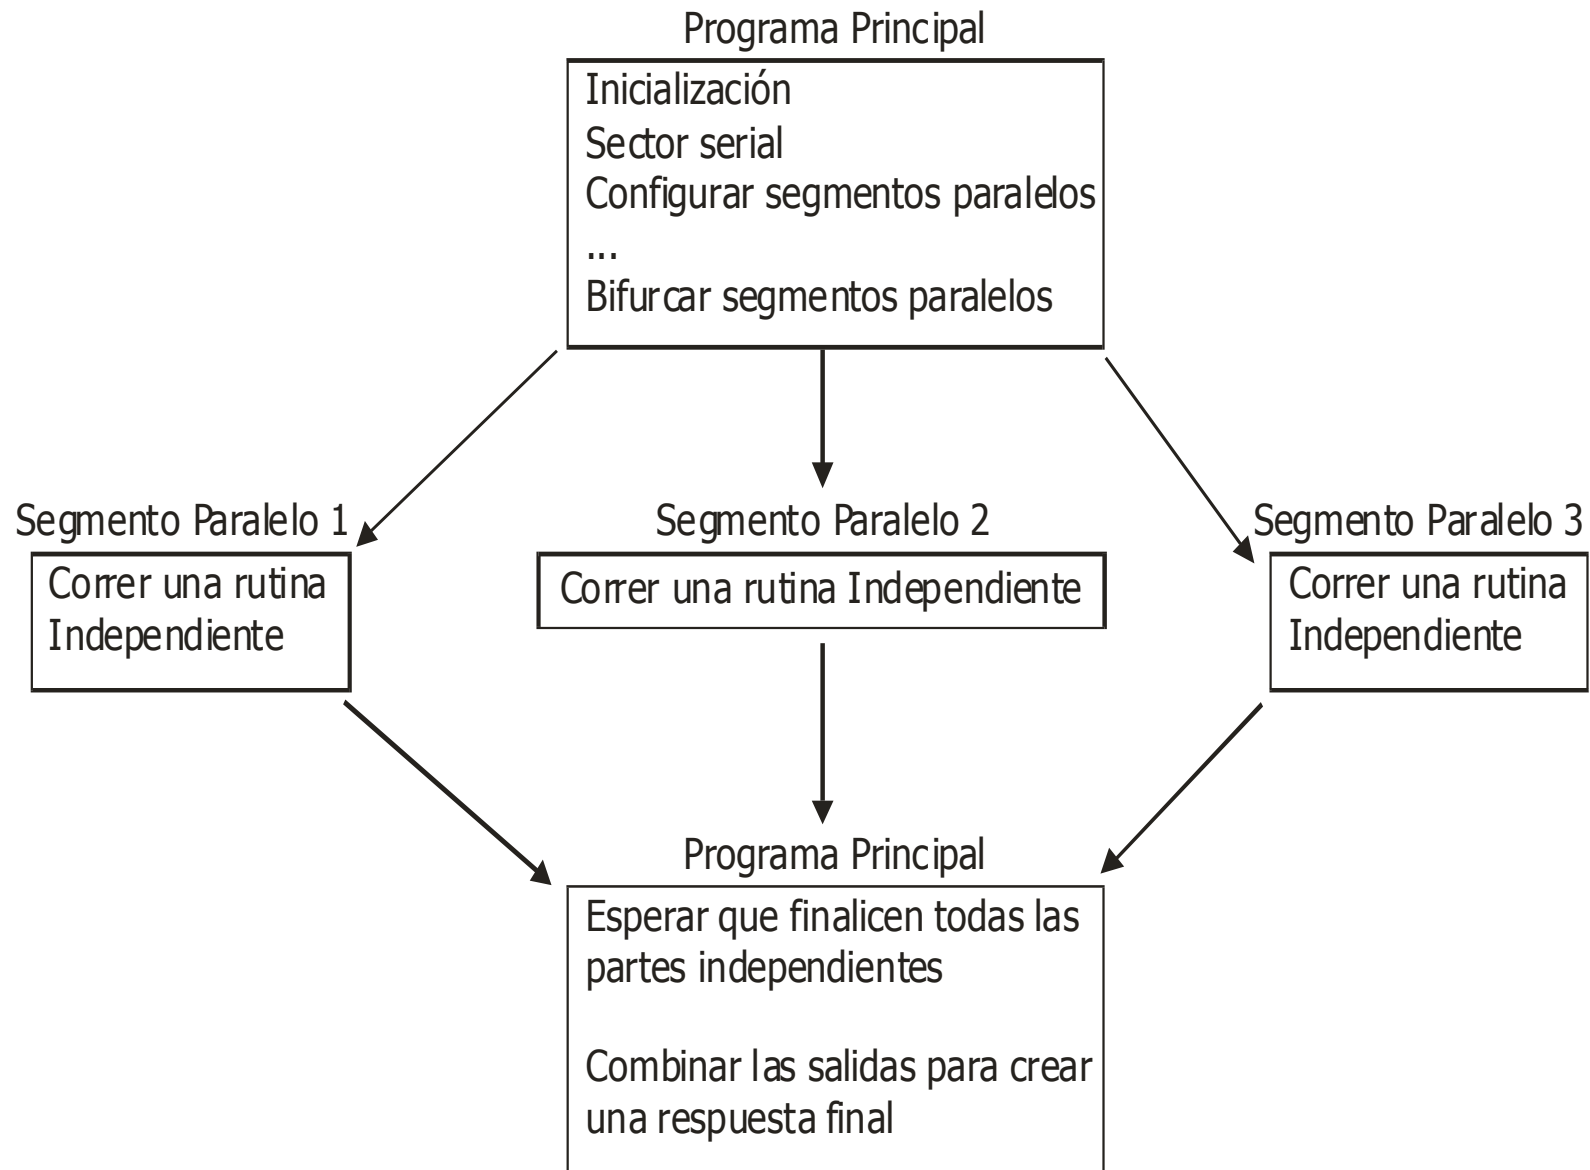 Programa Principal
Inicialización
Sector serial
Configurar segmentos paralelos
...
Bifurcar segmentos paralelos
Segmento Paralelo 1
Correr una rutina
Independiente
Segmento Paralelo 2
Correr una rutina Independiente
Segmento Paralelo 3
Correr una rutina
Independiente
Programa Principal
Esperar que finalicen todas las
partes independientes
Combinar las salidas para crear
una respuesta final